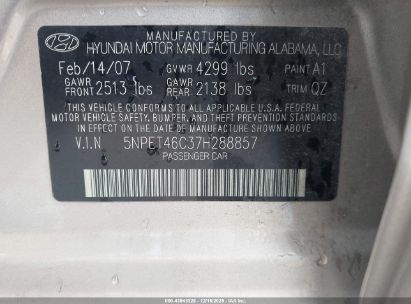 HYUNDAI MOTOR MANUFACTURING ALABAMA, LLC
Feb/14/07 GVWR 4299 lbs PAINT A1
GAWR FRONT 2513 lbs GAWR REAR 2138 lbs TRIM QZ
THIS VEHICLE CONFORMS TO ALL APPLICABLE U.S. FEDERAL
MOTOR VEHICLE SAFETY, BUMPER, AND THEFT PREVENTION STANDARDS
IN EFFECT ON THE DATE OF MANUFACTURE SHOWN ABOVE.
V.I.N 5NPET46C37H288857
PASSENGER CAR